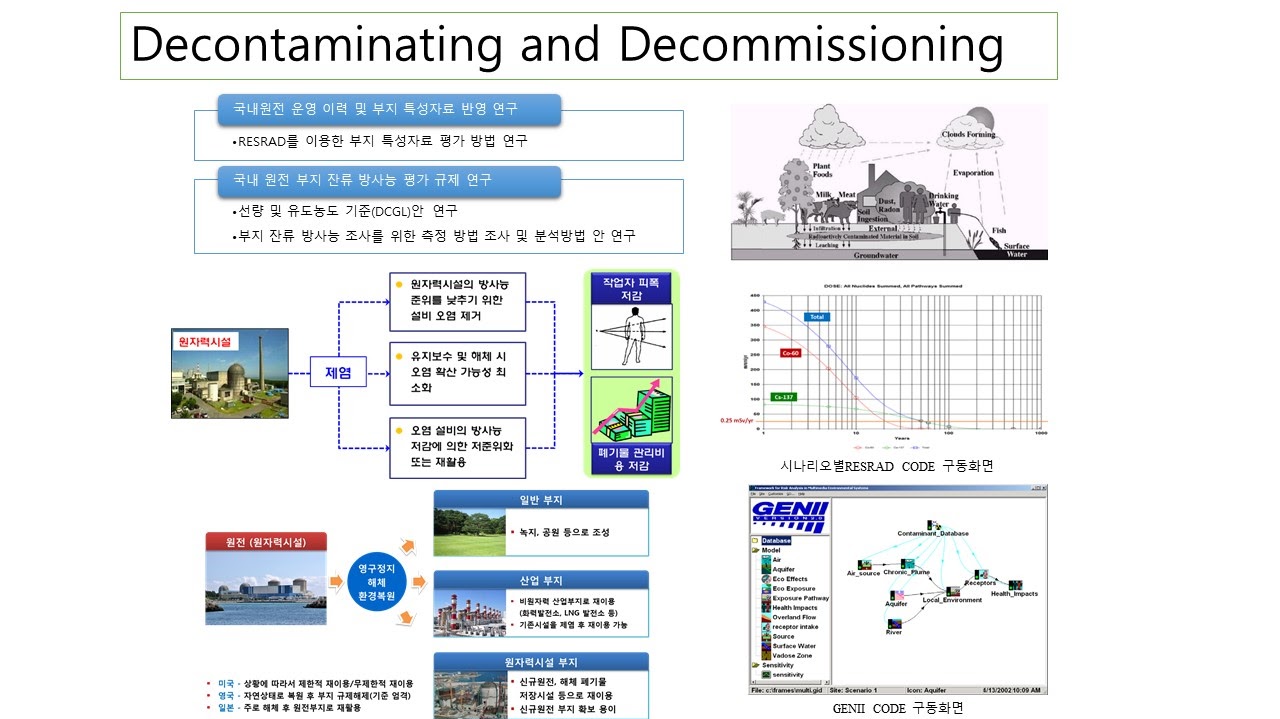 Decontaminating and Decommissioning
국내원전 운영 이력 및 부지 특성자료 반영 연구
•RESRAD를 이용한 부지 특성자료 평가 방법 연구
국내 원전 부지 잔류 방사능 평가 규제 연구
•선량 및 유도농도 기준(DCGL)안 연구
•부지 잔류 방사능 조사를 위한 측정 방법 조사 및 분석방법 안 연구
원자력시설
제염
원자력시설의 방사능
준위를 낮추기 위한
설비 오염 제거
유지보수 및 해체 시
오염 확산 가능성 최
소화
오염 설비의 방사능
저감에 의한 저준위화
또는 재활용
작업자 피폭
저감
폐기물 관리비
용 저감
원전 (원자력시설)
영구정지
해체
환경복원
일반 부지
녹지, 공원 등으로 조성
산업 부지
비원자력 산업부지로 재이용
(화력발전소, LNG 발전소 등)
기존시설을 제염 후 재이용 가능
원자력시설 부지
신규원전, 해체 폐기물
저장시설 등으로 재이용
신규원전 부지 확보 용이
미국 - 상황에 따라서 제한적 재이용/무제한적 재이용
영국 - 자연상태로 복원 후 부지 규제해제(기준 엄격)
일본 - 주로 해체 후 원전부지로 재활용
Clouds Forming
Plant
Foods
Evaporation
Milk
Meat
Dust,
Radon
Drinking
Water
Soil
Ingestion
External
Infiltration
Radioactively Contaminated Material in Soil
Leaching
Fish
Surface
Water
Groundwater
DOSE: All Nuclides Summed, All Pathways Summed
Total
Co-60
Cs-137
0.25 mSv/yr
Years
시나리오별RESRAD CODE 구동화면
Framework for Risk Analysis in Multimedia Environmental Systems
GENII
VERSION 2.0
Database
Model
Air
Aquifer
Eco Effects
Eco Exposure
Exposure Pathway
Health Impacts
Overland Flow
receptor intake
Source
Surface Water
Vadose Zone
Sensitivity
sensitivity
Contaminant_Database
Air_source
Chronic_Plume
Receptors
Health_Impacts
Aquifer
Local_Environment
River
File: c:\frames\multi.gid
Site: Scenario 1
Icon: Aquifer
6/13/2002 10:09 AM
GENII CODE 구동화면